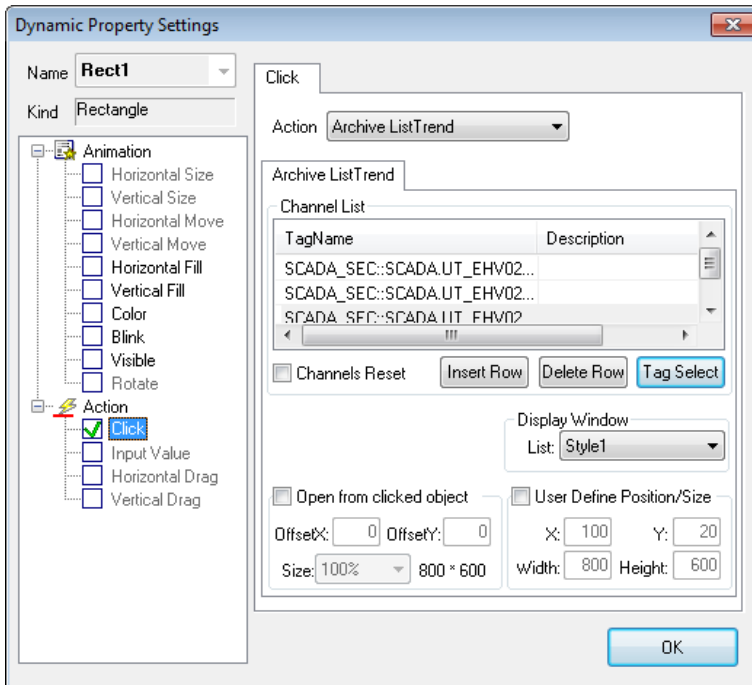 Dynamic Property Settings
Name Rect1
Kind Rectangle
Animation
Horizontal Size
Vertical Size
Horizontal Move
Vertical Move
Horizontal Fill
Vertical Fill
Color
Blink
Visible
Rotate
Action
Click
Input Value
Horizontal Drag
Vertical Drag
Click
Action Archive ListTrend
Archive ListTrend
Channel List
TagName Description
SCADA_SEC::SCADA.UT_EHV02...
SCADA_SEC::SCADA.UT_EHV02...
SCADA_SEC::SCADA.UT_EHV02
Channels Reset Insert Row Delete Row Tag Select
Display Window
List: Style1
Open from clicked object
OffsetX: 0 OffsetY: 0
Size: 100% 800 * 600
User Define Position/Size
X: 100 Y: 20
Width: 800 Height: 600
OK